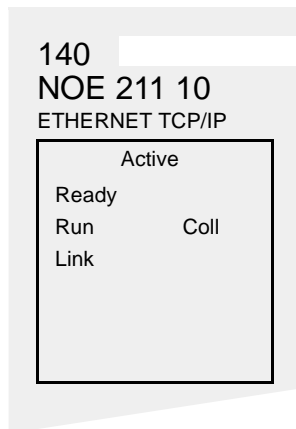 140
NOE 211 10
ETHERNET TCP/IP
Active
Ready
Run Coll
Link